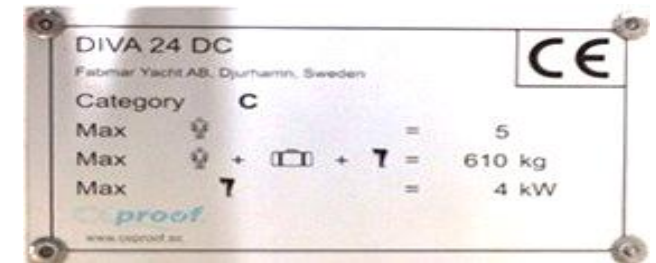 DIVA 24 DC
CE
Fabmar Yacht AB, Djurhamn, Sweden
Category C
Max = 5
Max + + = 610 kg
Max = 4 kW
Ceproof
www.ceproof.se